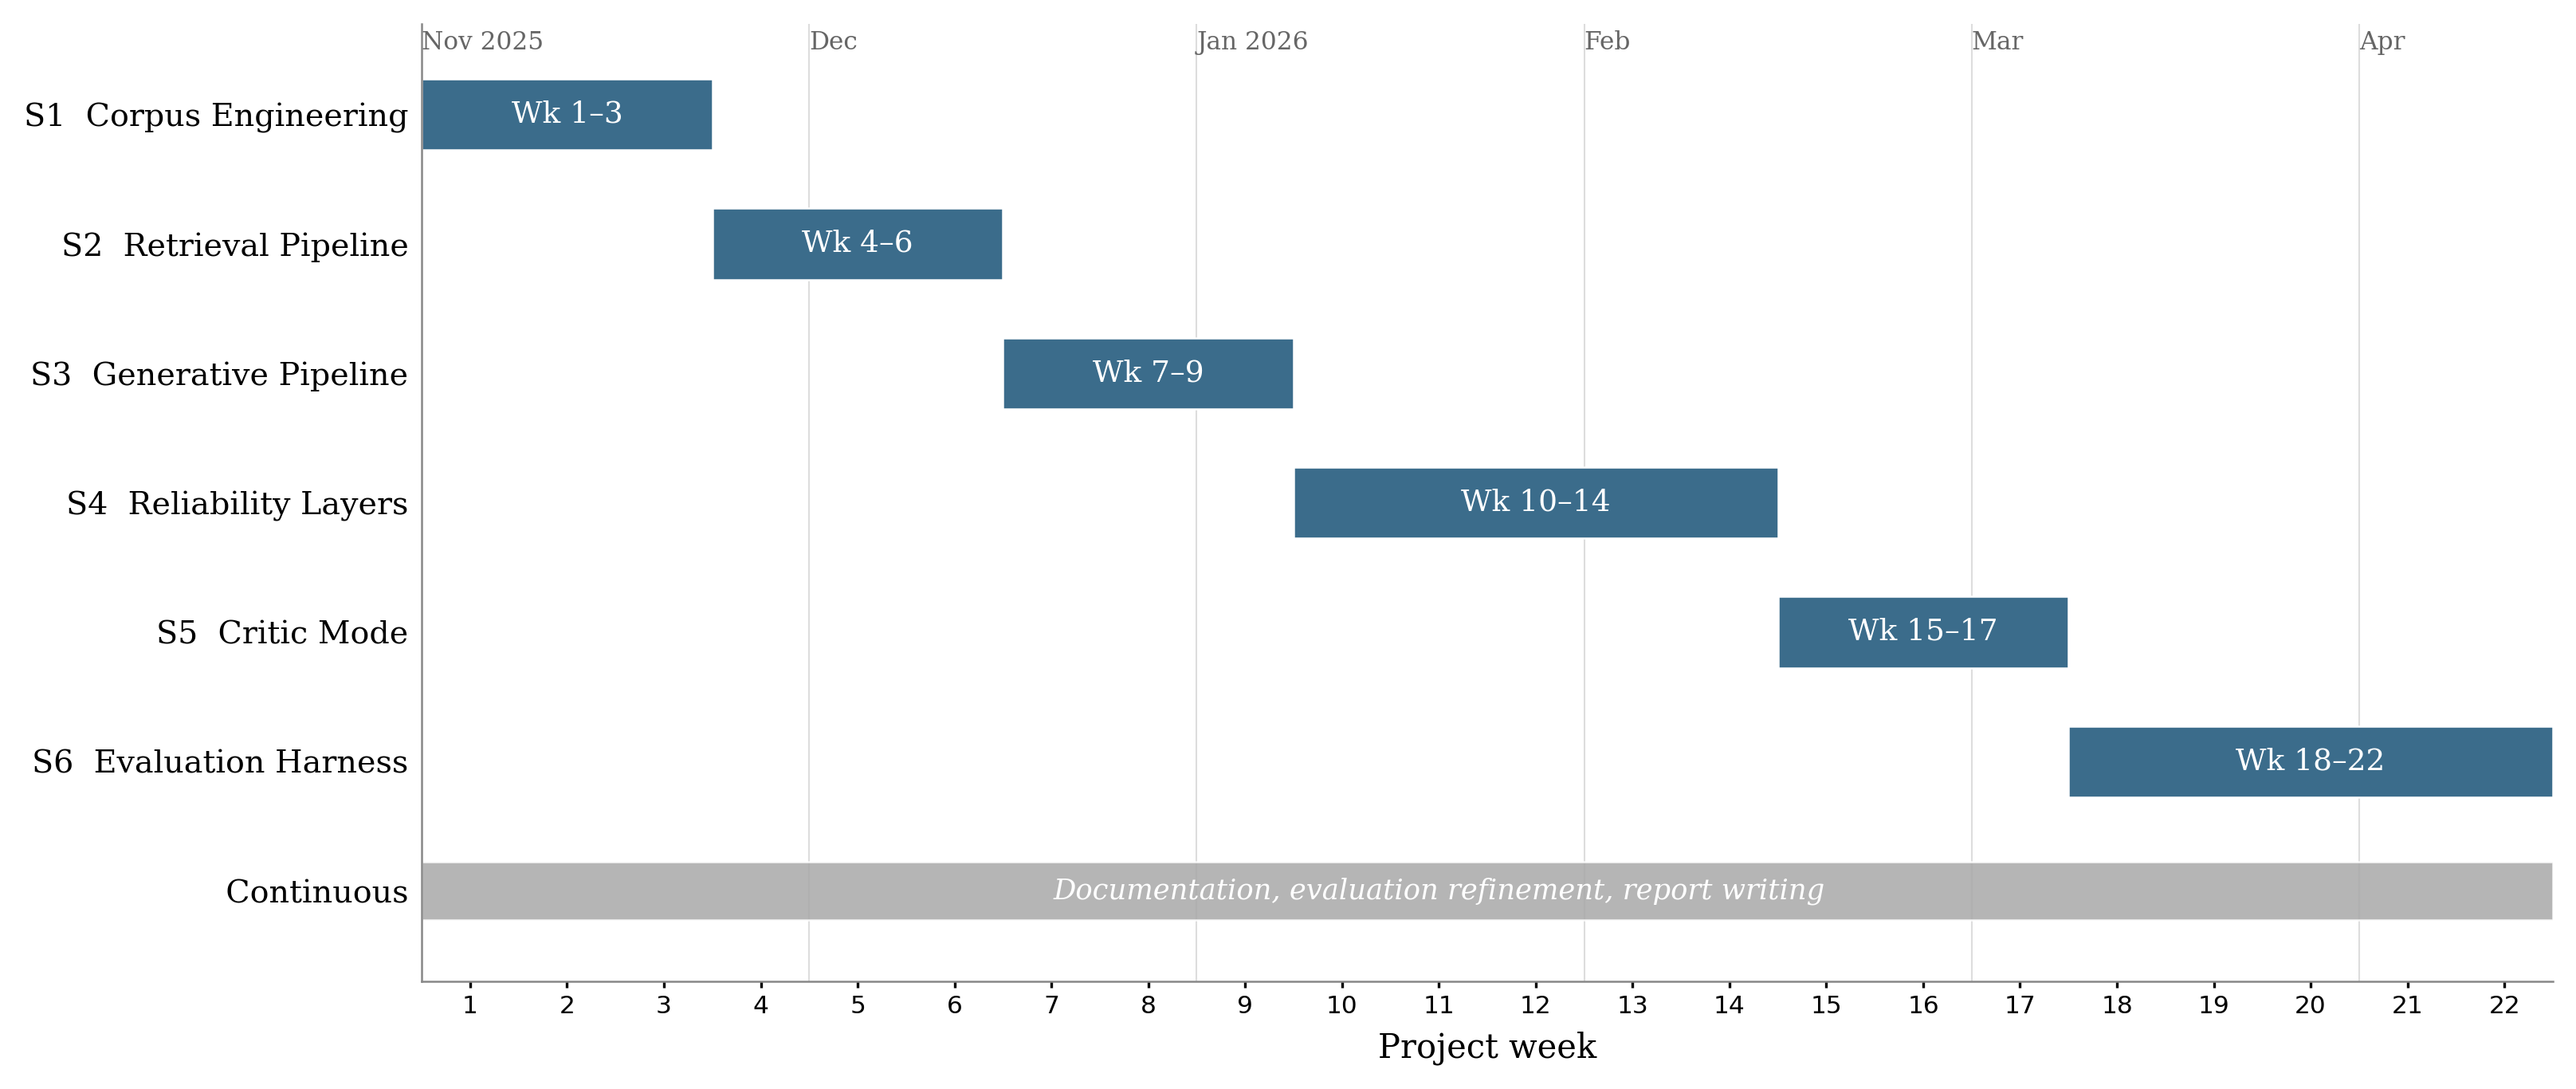 Nov 2025 Dec Jan 2026 Feb Mar Apr
S1 Corpus Engineering Wk 1–3
S2 Retrieval Pipeline Wk 4–6
S3 Generative Pipeline Wk 7–9
S4 Reliability Layers Wk 10–14
S5 Critic Mode Wk 15–17
S6 Evaluation Harness Wk 18–22
Continuous Documentation, evaluation refinement, report writing
1 2 3 4 5 6 7 8 9 10 11 12 13 14 15 16 17 18 19 20 21 22
Project week